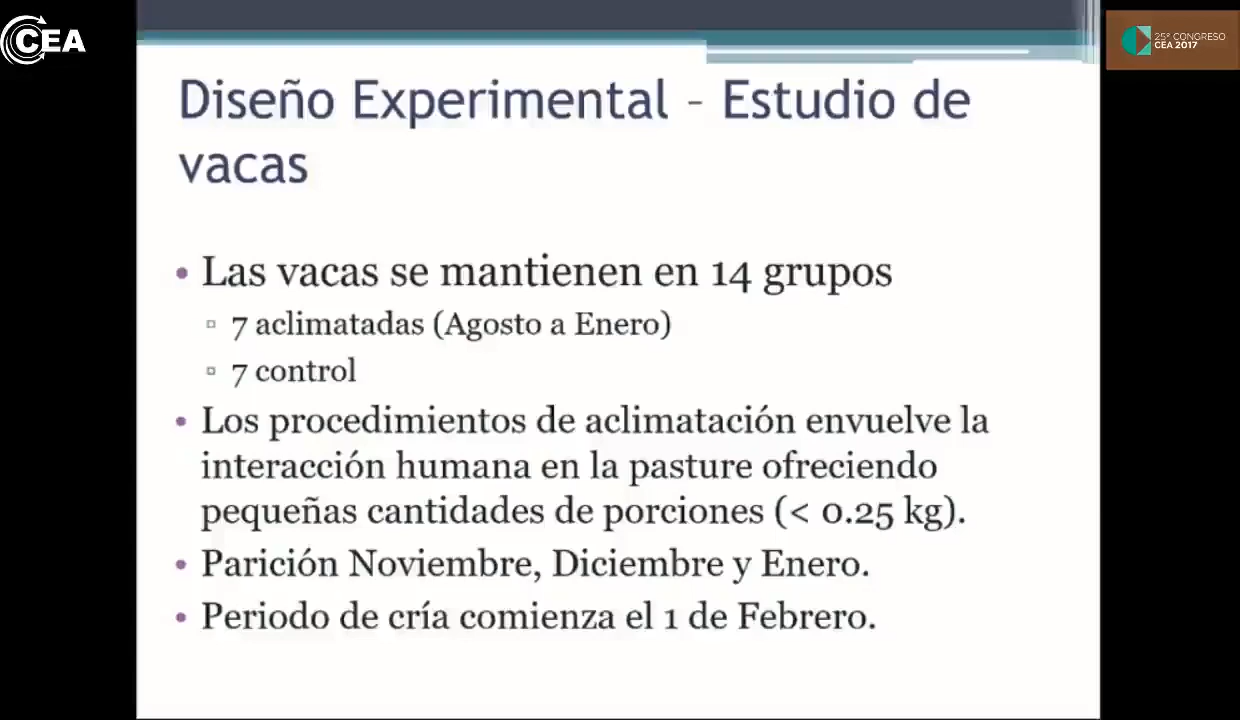 CEA
25º CONGRESO
CEA 2017
Diseño Experimental – Estudio de
vacas
• Las vacas se mantienen en 14 grupos
▫ 7 aclimatadas (Agosto a Enero)
▫ 7 control
• Los procedimientos de aclimatación envuelve la
interacción humana en la pasture ofreciendo
pequeñas cantidades de porciones (< 0.25 kg).
• Parición Noviembre, Diciembre y Enero.
• Periodo de cría comienza el 1 de Febrero.